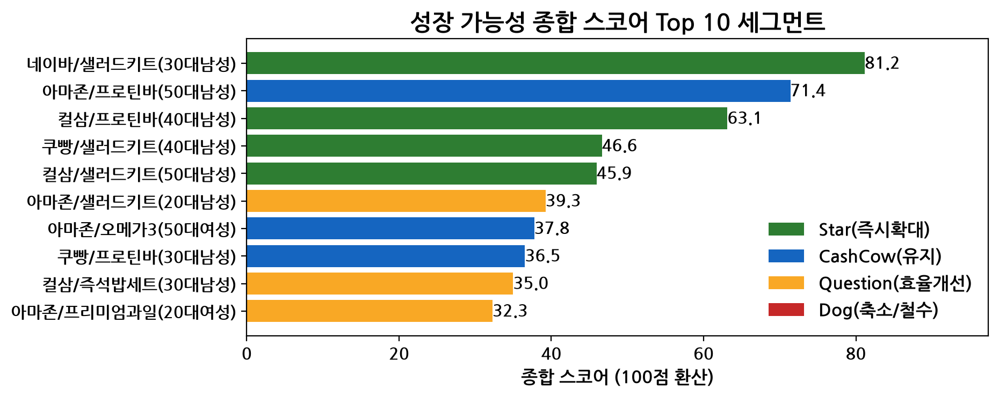 성장 가능성 종합 스코어 Top 10 세그먼트
네이바/샐러드키트(30대남성) 81.2
아마존/프로틴바(50대남성) 71.4
컬삼/프로틴바(40대남성) 63.1
쿠빵/샐러드키트(40대남성) 46.6
컬삼/샐러드키트(50대남성) 45.9
아마존/샐러드키트(20대남성) 39.3
아마존/오메가3(50대여성) 37.8
쿠빵/프로틴바(30대남성) 36.5
컬삼/즉석밥세트(30대남성) 35.0
아마존/프리미엄과일(20대여성) 32.3
Star(즉시확대)
CashCow(유지)
Question(효율개선)
Dog(축소/철수)
0 20 40 60 80
종합 스코어 (100점 환산)